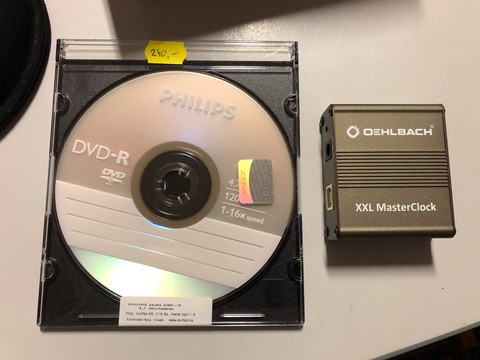 240,-
PHILIPS
DVD-R
DVD
4,7
120
1-16x speed
OEHLBACH®
XXL MasterClock